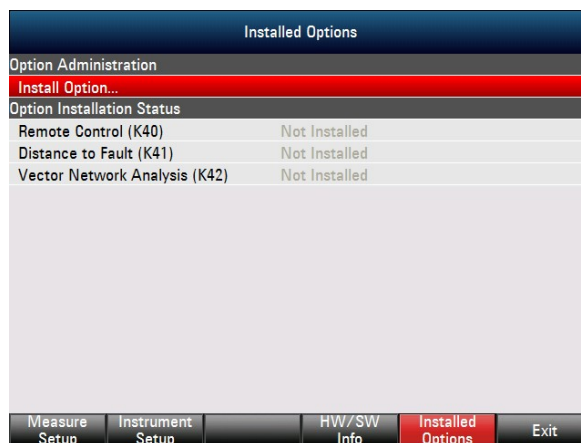 Installed Options
Option Administration
Install Option...
Option Installation Status
Remote Control (K40) Not Installed
Distance to Fault (K41) Not Installed
Vector Network Analysis (K42) Not Installed
Measure Setup
Instrument Setup
HW/SW Info
Installed Options
Exit